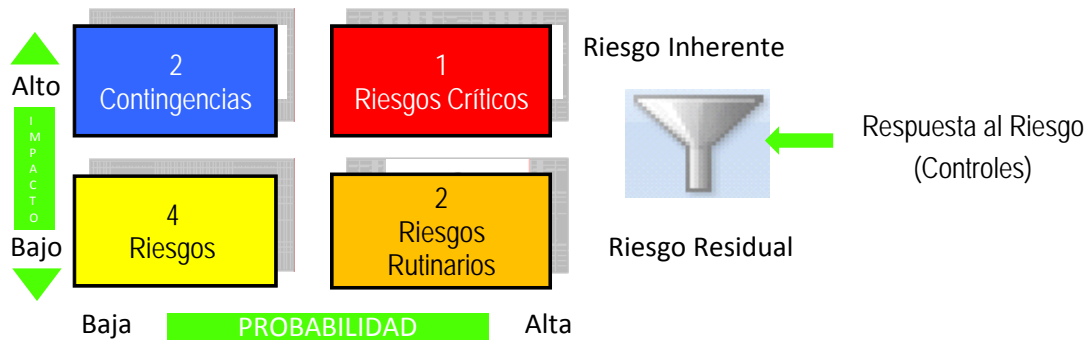 Alto
IMPACTO
Bajo
2
Contingencias
1
Riesgos Críticos
4
Riesgos
2
Riesgos
Rutinarios
Baja
PROBABILIDAD
Alta
Riesgo Inherente
Respuesta al Riesgo
(Controles)
Riesgo Residual